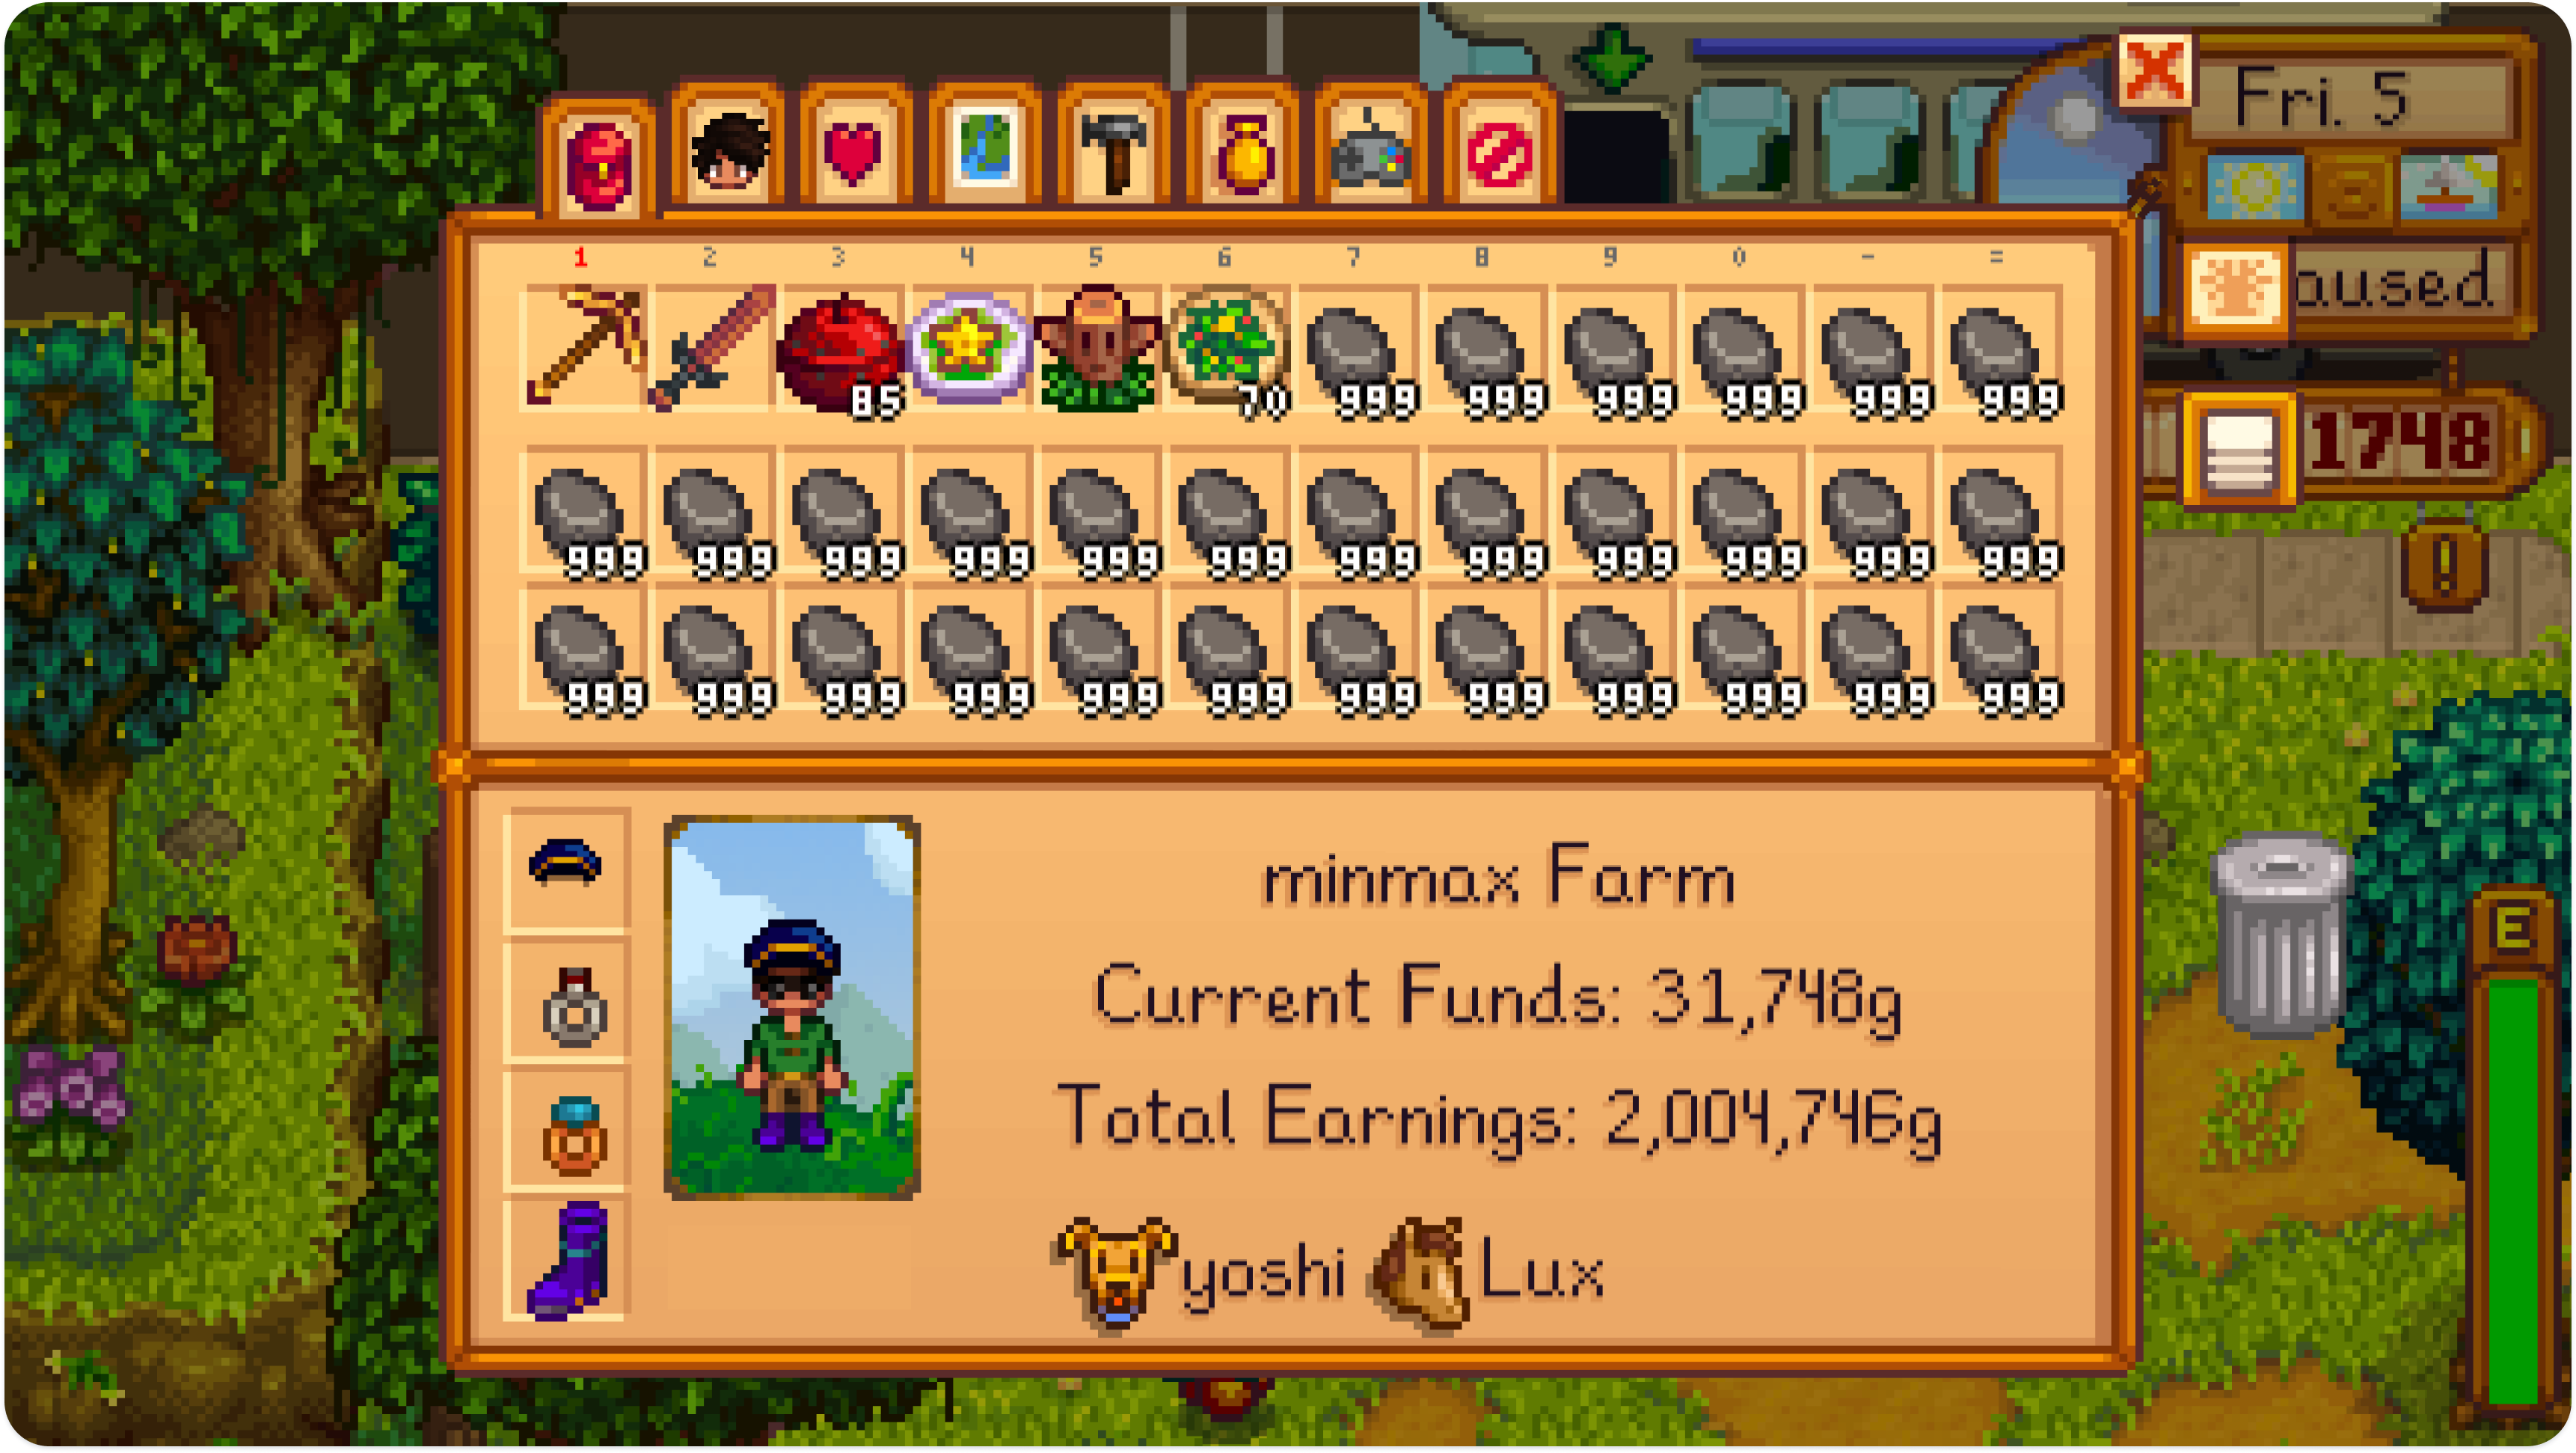 Fri. 5
1 2 3 4 5 6 7 8 9 0 - =
aused
85 70 999 999 999 999 999 999
1748
999 999 999 999 999 999 999 999 999 999 999 999
999 999 999 999 999 999 999 999 999 999 999 999
minmax Farm
E
Current Funds: 31,748g
Total Earnings: 2,004,746g
yoshi Lux